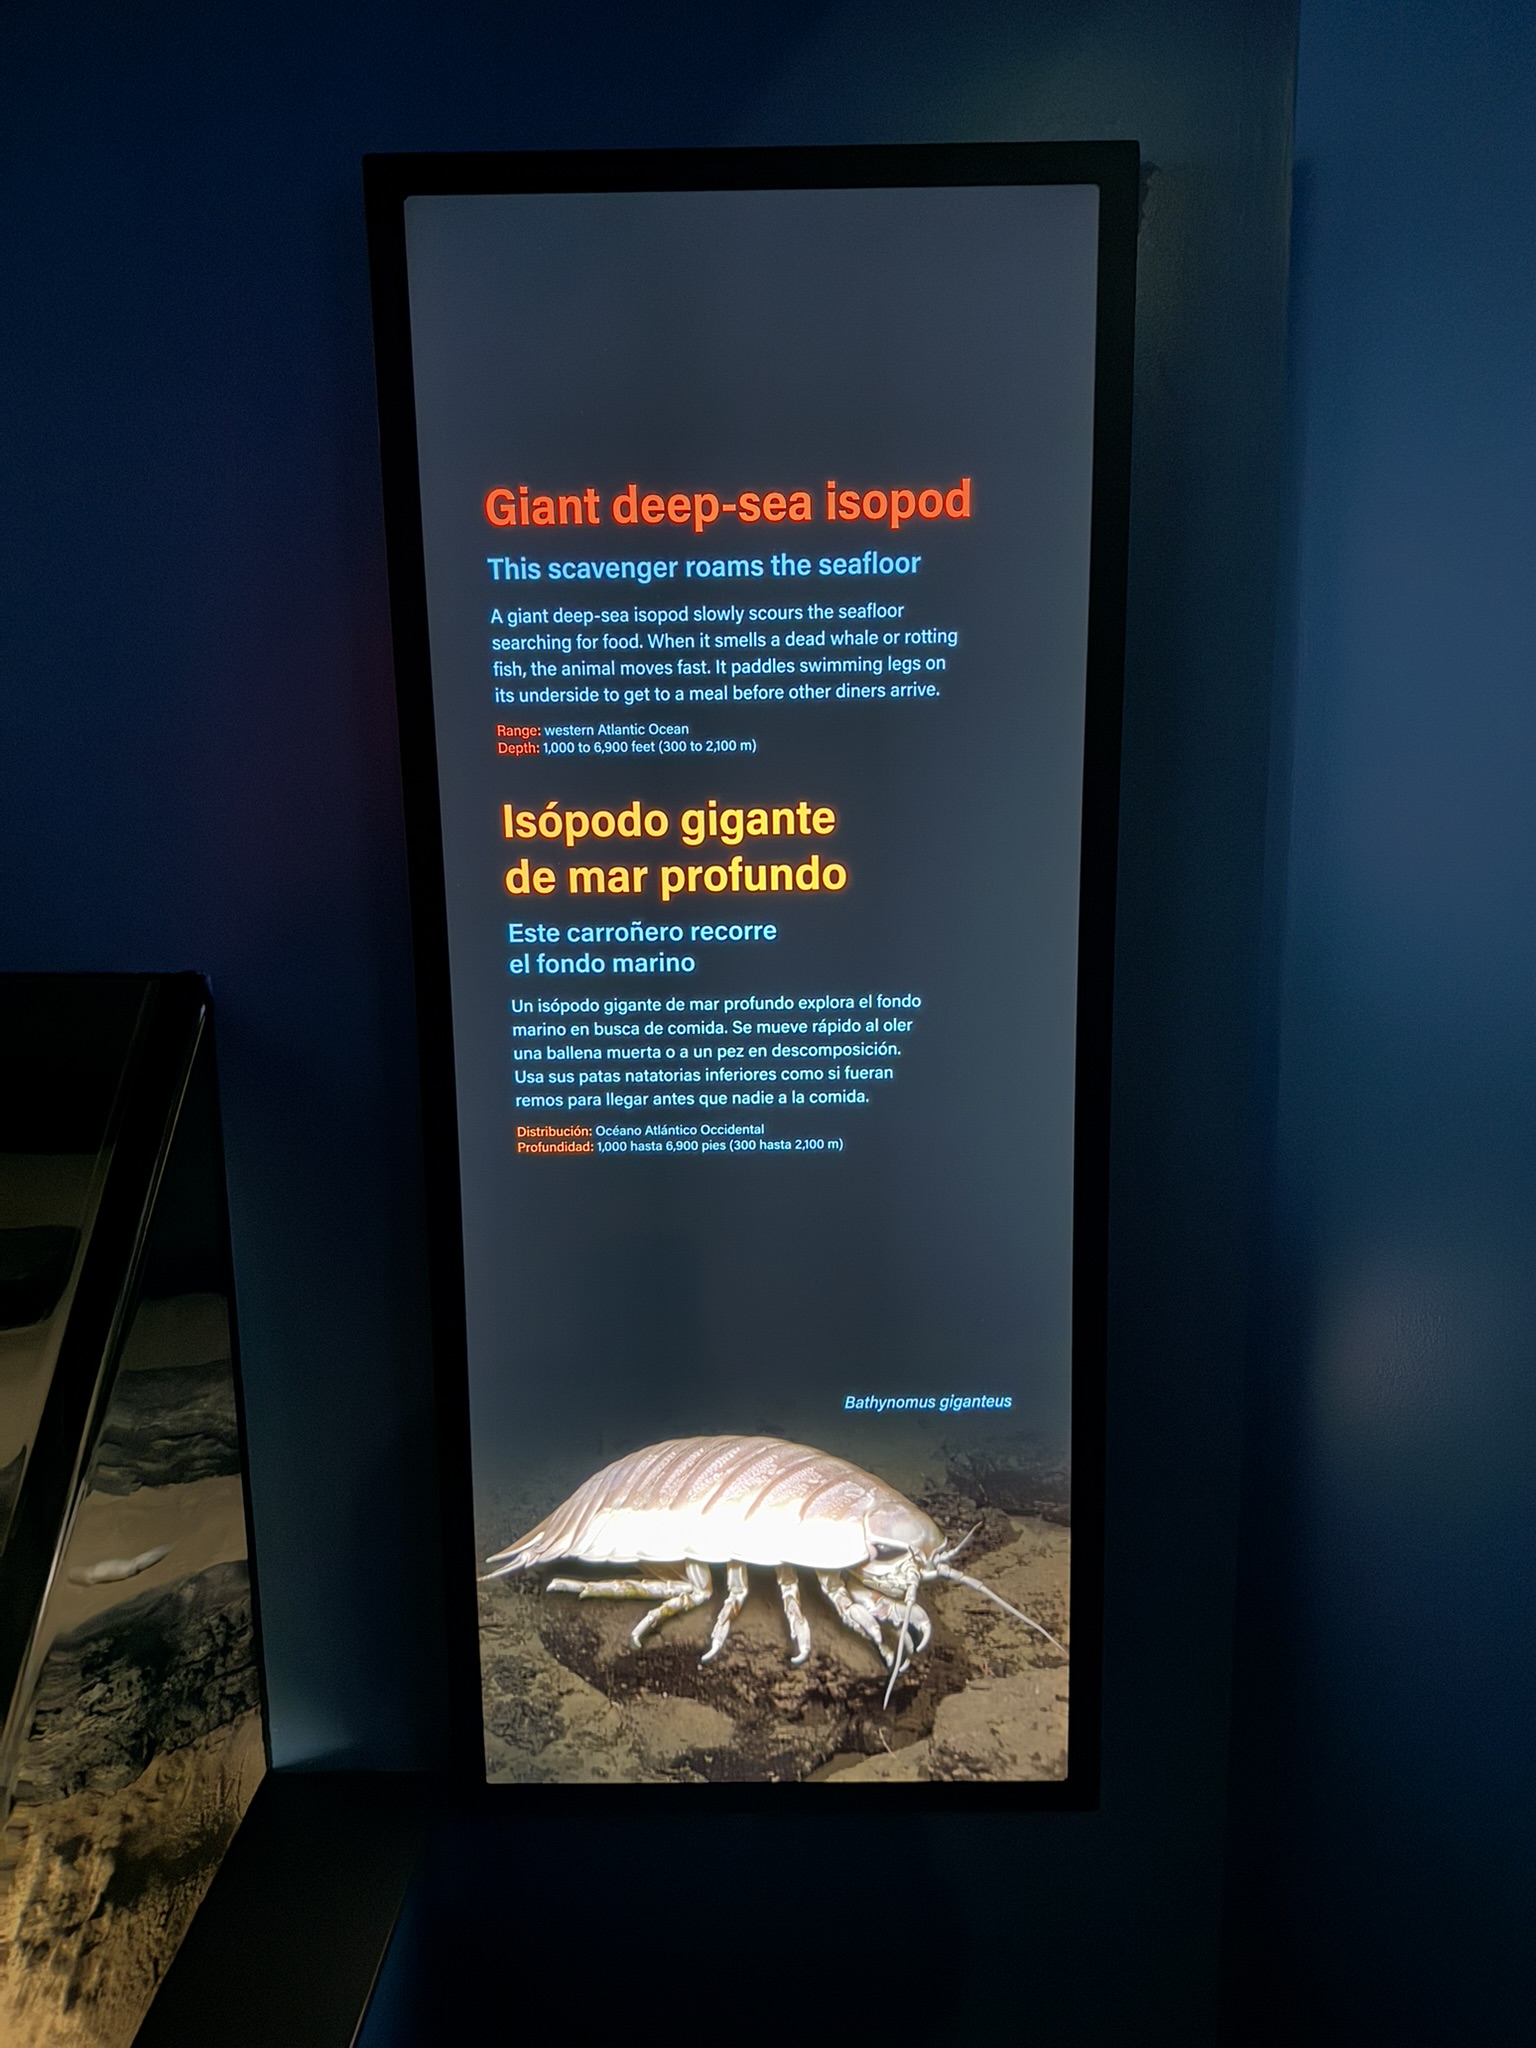 Giant deep-sea isopod
This scavenger roams the seafloor
A giant deep-sea isopod slowly scours the seafloor
searching for food. When it smells a dead whale or rotting
fish, the animal moves fast. It paddles swimming legs on
its underside to get to a meal before other diners arrive.
Range: western Atlantic Ocean
Depth: 1,000 to 6,900 feet (300 to 2,100 m)
Isópodo gigante
de mar profundo
Este carroñero recorre
el fondo marino
Un isópodo gigante de mar profundo explora el fondo
marino en busca de comida. Se mueve rápido al oler
una ballena muerta o a un pez en descomposición.
Usa sus patas natatorias inferiores como si fueran
remos para llegar antes que nadie a la comida.
Distribución: Océano Atlántico Occidental
Profundidad: 1,000 hasta 6,900 pies (300 hasta 2,100 m)
Bathynomus giganteus